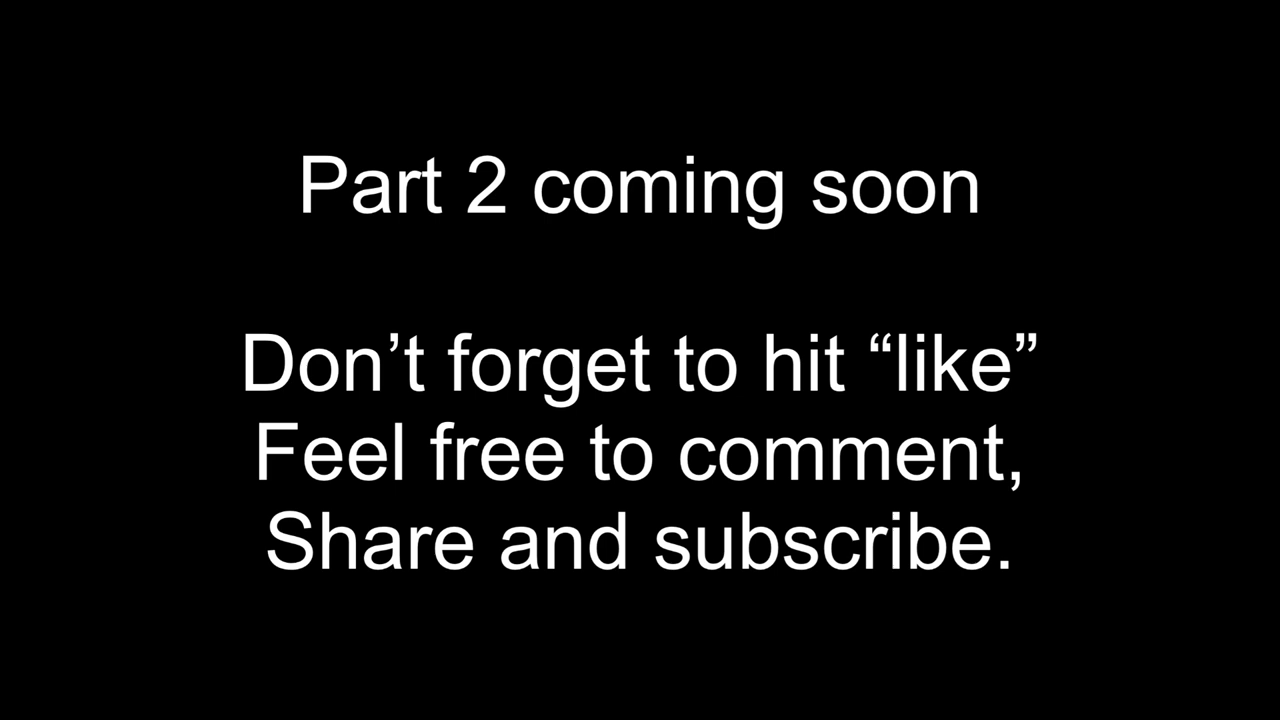 Part 2 coming soon
Don’t forget to hit “like”
Feel free to comment,
Share and subscribe.